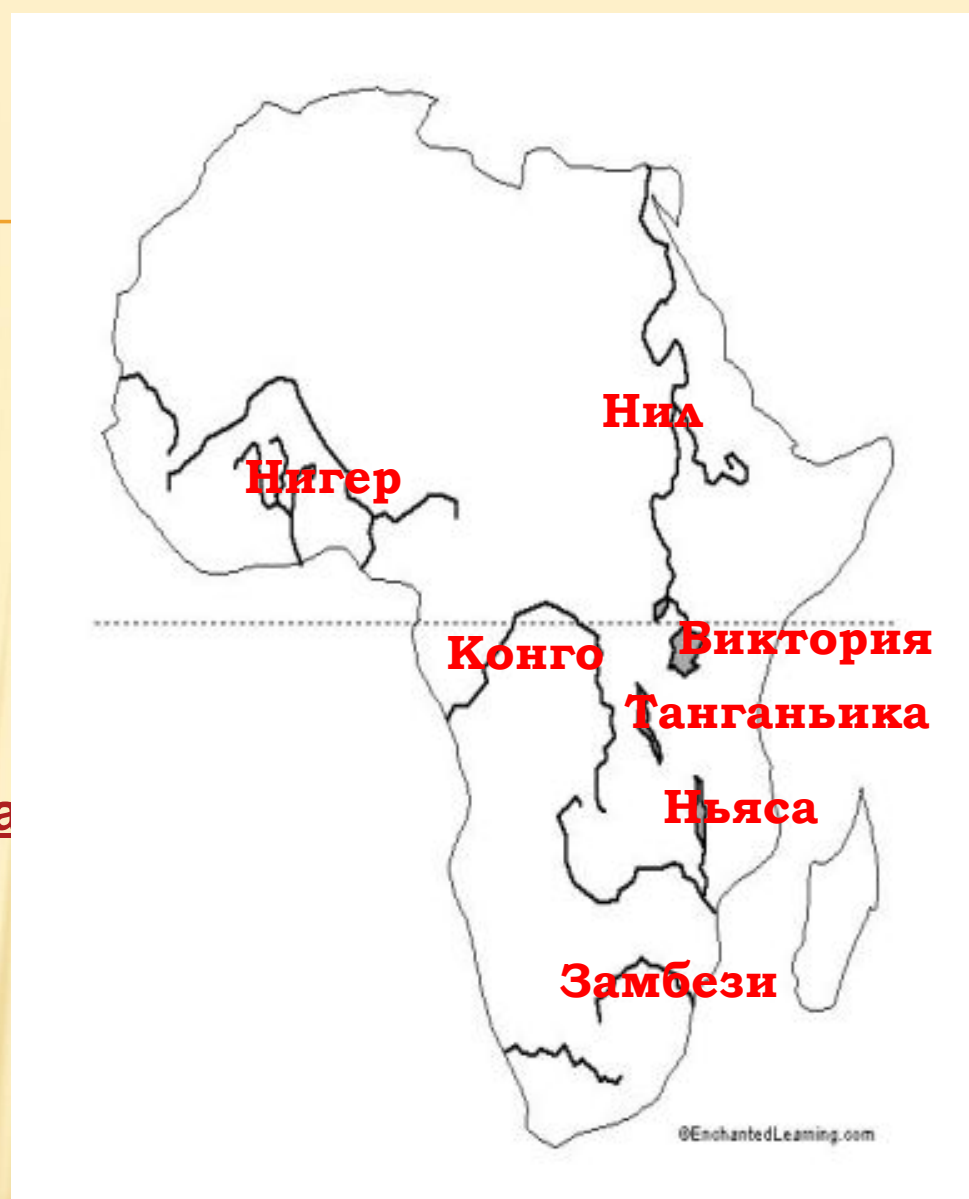 Нил
Нигер
Виктория
Конго
Танганьика
Ньяса
Замбези
©EnchantedLearning.com